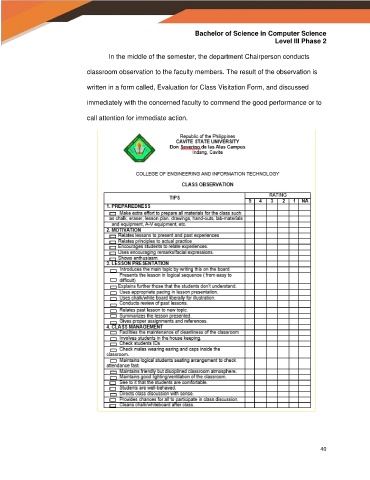 Bachelor of Science in Computer Science
Level III Phase 2
In the middle of the semester, the department Chairperson conducts
classroom observation to the faculty members. The result of the observation is
written in a form called, Evaluation for Class Visitation Form, and discussed
immediately with the concerned faculty to commend the good performance or to
call attention for immediate action.
Republic of the Philippines
CAVITE STATE UNIVERSITY
Don Severino de las Alas Campus
Indang, Cavite
COLLEGE OF ENGINEERING AND INFORMATION TECHNOLOGY
CLASS OBSERVATION
TIPS RATING
5 4 3 2 1 NA
1. PREPAREDNESS
Make extra effort to prepare all materials for the class such
as chalk, eraser, lesson plan, drawings, hand-outs, lab-materials
and equipment, A-V equipment, etc.
2. MOTIVATION
Relates lessons to present and past experiences
Relates principles to actual practice
Encourages students to relate experiences.
Uses encouraging remarks/facial expressions.
Shows enthusiasm
3. LESSON PRESENTATION
Introduces the main topic by writing it is on the board
Presents the lesson in logical sequence ( from easy to
difficult)
Explains further those that the students don't understand.
Uses appropriate pacing in lesson presentation.
Uses chalk/white board liberally for illustration.
Conducts review of past lessons.
Relates past lesson to new topic.
Summarizes the lesson presented
Gives proper assignments and references.
4. CLASS MANAGEMENT
Facilities the maintenance of cleanliness of the classroom
Involves students in the house keeping.
Check students IDs
Check males wearing earing and caps inside the
classroom.
Maintains logical students seating arrangement to check
attendance fast
Maintains friendly but disciplined classroom atmosphere.
Maintains good lighting/ventilation of the classroom.
See to it that the students are comfortable.
Students are well-behaved.
Directs class discussion with sense.
Provides chances for all to participate in class discussion.
Cleans chalk/whiteboard after class.
49